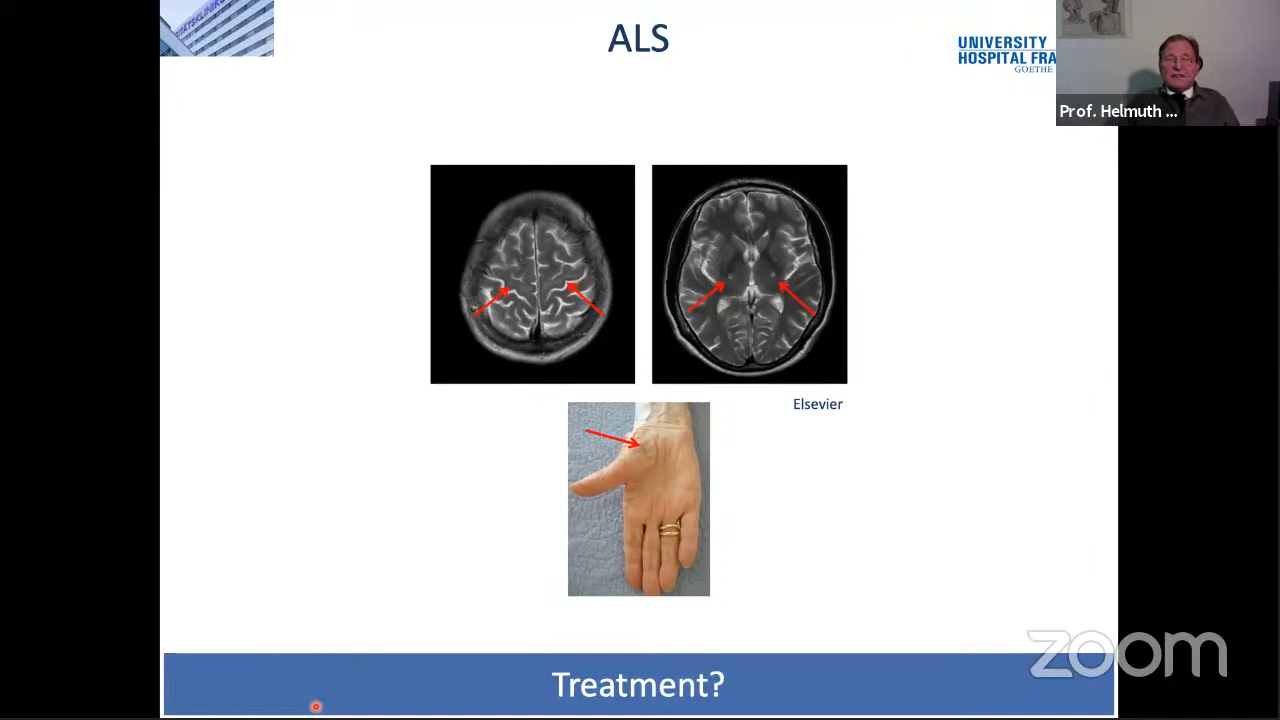 ALS
UNIVERSITY
HOSPITAL FRA
GOETHE
Prof. Helmuth ...
Elsevier
Treatment?
zoom